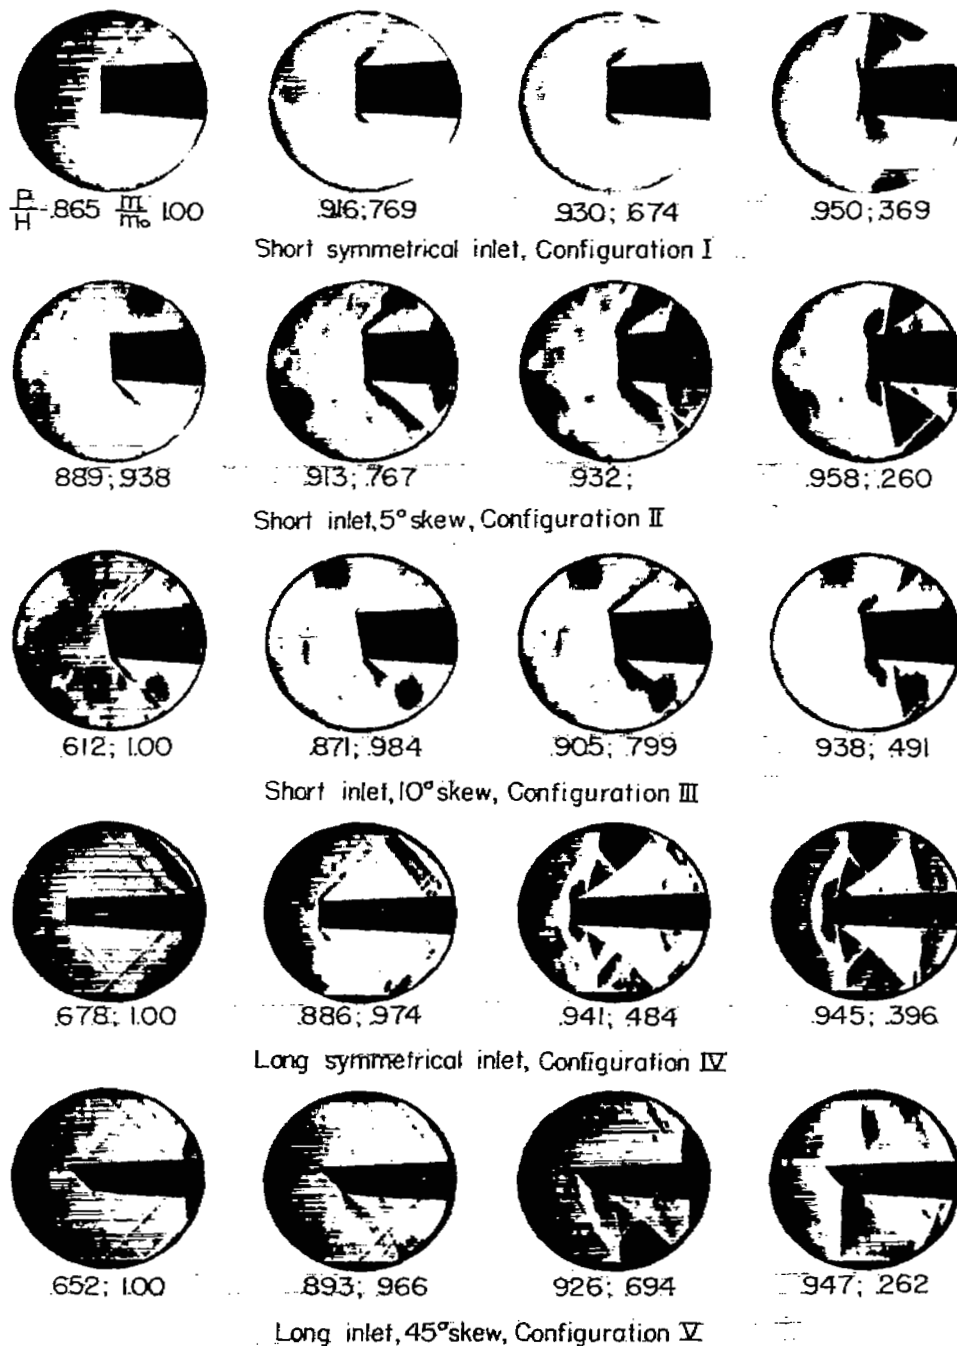 P/H .865 m/m₀ 1.00 .916; .769 .930; .674 .950; .369
Short symmetrical inlet, Configuration I
.889; .938 .913; .767 .932; .958; .260
Short inlet, 5° skew, Configuration II
.612; 1.00 .871; .984 .905; .799 .938; .491
Short inlet, 10° skew, Configuration III
.678; 1.00 .886; .974 .941; .484 .945; .396
Long symmetrical inlet, Configuration IV
.652; 1.00 .893; .966 .926; .694 .947; .262
Long inlet, 45° skew, Configuration V